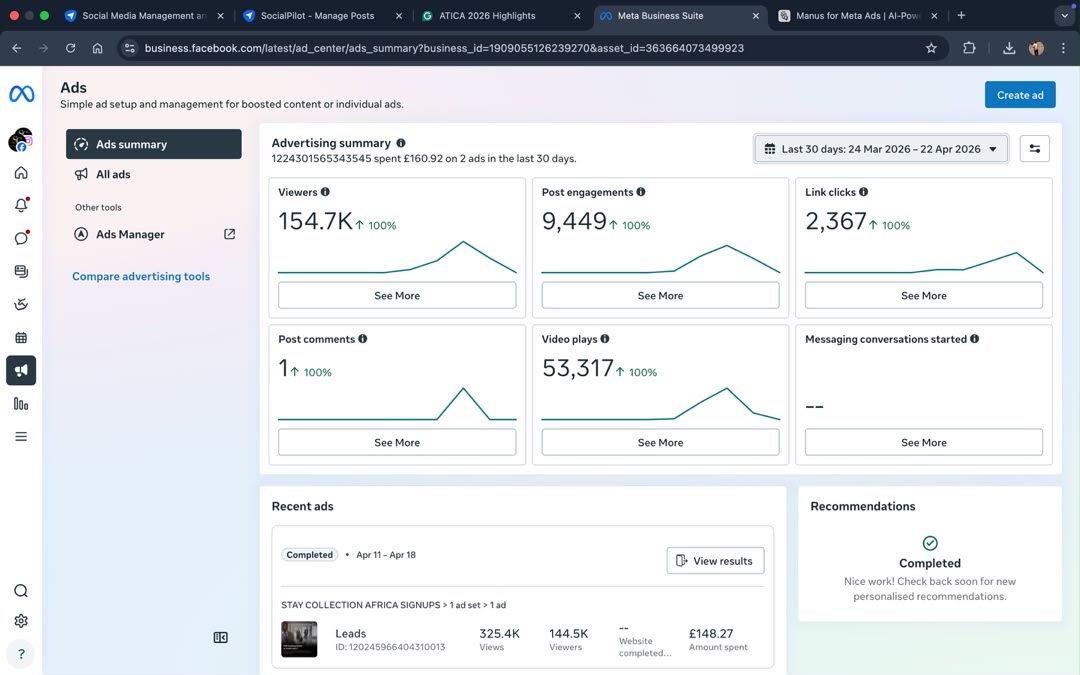 Social Media Management an
SocialPilot - Manage Posts
ATICA 2026 Highlights
Meta Business Suite
Manus for Meta Ads | AI-Pow
business.facebook.com/latest/ad_center/ads_summary?business_id=1909055126239270&asset_id=363664073499923
Ads
Simple ad setup and management for boosted content or individual ads.
Create ad
Ads summary
All ads
Other tools
Ads Manager
Compare advertising tools
Advertising summary
1224301565343545 spent £160.92 on 2 ads in the last 30 days.
Last 30 days: 24 Mar 2026 – 22 Apr 2026
Viewers
154.7K ↑ 100%
See More
Post engagements
9,449 ↑ 100%
See More
Link clicks
2,367 ↑ 100%
See More
Post comments
1 ↑ 100%
See More
Video plays
53,317 ↑ 100%
See More
Messaging conversations started
--
See More
Recent ads
Completed • Apr 11 – Apr 18
View results
STAY COLLECTION AFRICA SIGNUPS > 1 ad set > 1 ad
Leads
ID: 120245966404310013
325.4K
Views
144.5K
Viewers
--
Website
completed...
£148.27
Amount spent
Recommendations
Completed
Nice work! Check back soon for new
personalised recommendations.
?